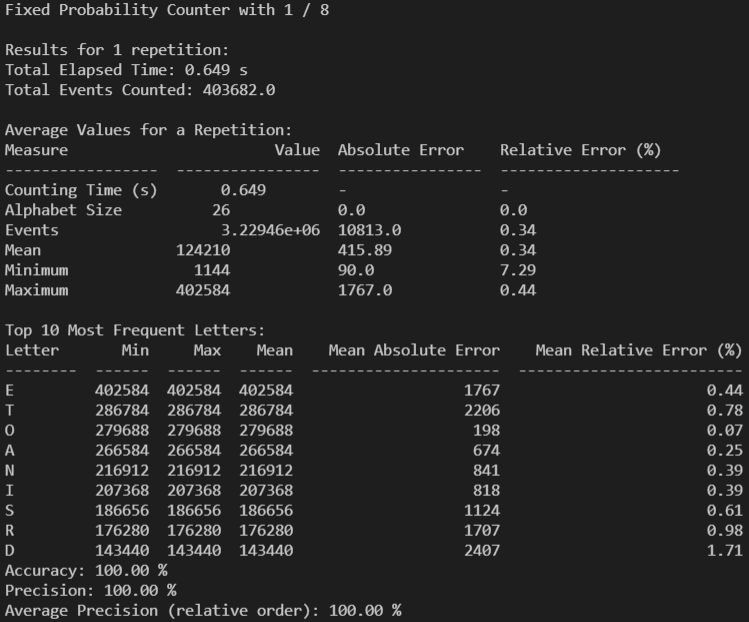 Fixed Probability Counter with 1 / 8
Results for 1 repetition:
Total Elapsed Time: 0.649 s
Total Events Counted: 403682.0
Average Values for a Repetition:
Measure Value Absolute Error Relative Error (%)
----------------- ---------------- ---------------- --------------------
Counting Time (s) 0.649 - -
Alphabet Size 26 0.0 0.0
Events 3.22946e+06 10813.0 0.34
Mean 124210 415.89 0.34
Minimum 1144 90.0 7.29
Maximum 402584 1767.0 0.44
Top 10 Most Frequent Letters:
Letter Min Max Mean Mean Absolute Error Mean Relative Error (%)
-------- ------ ------ ------ --------------------- -------------------------
E 402584 402584 402584 1767 0.44
T 286784 286784 286784 2206 0.78
O 279688 279688 279688 198 0.07
A 266584 266584 266584 674 0.25
N 216912 216912 216912 841 0.39
I 207368 207368 207368 818 0.39
S 186656 186656 186656 1124 0.61
R 176280 176280 176280 1707 0.98
D 143440 143440 143440 2407 1.71
Accuracy: 100.00 %
Precision: 100.00 %
Average Precision (relative order): 100.00 %